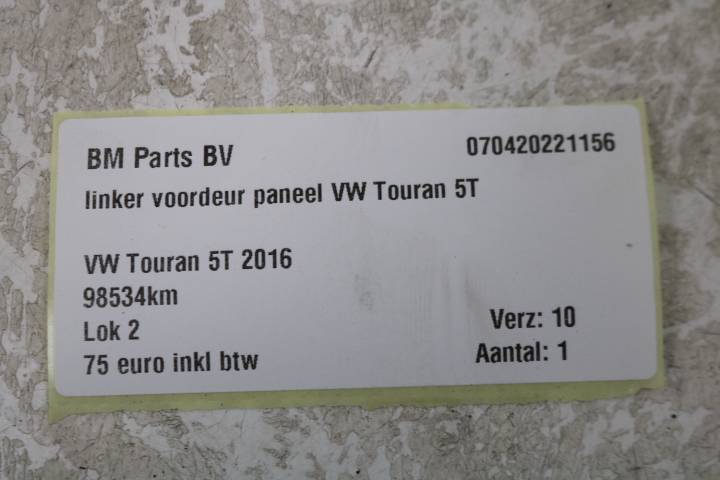 BM Parts BV 070420221156
linker voordeur paneel VW Touran 5T
VW Touran 5T 2016
98534km
Lok 2 Verz: 10
75 euro inkl btw Aantal: 1